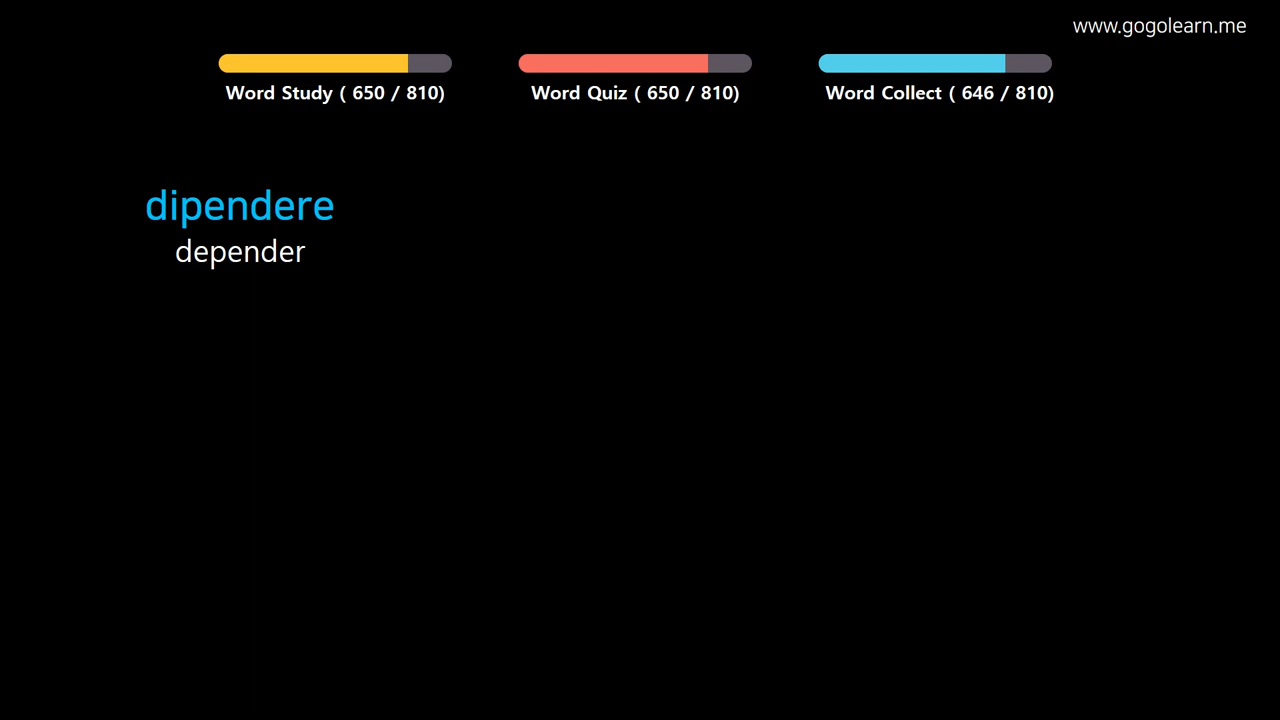 www.gogolearn.me
Word Study ( 650 / 810)
Word Quiz ( 650 / 810)
Word Collect ( 646 / 810)
dipendere
depender